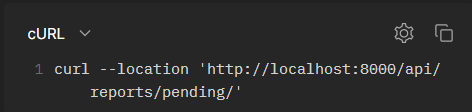 cURL
1 curl --location 'http://localhost:8000/api/
reports/pending/'